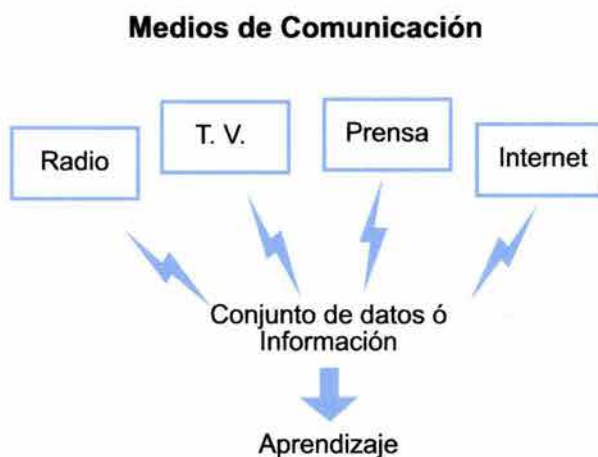 Medios de Comunicación
Radio
T. V.
Prensa
Internet
Conjunto de datos ó
Información
Aprendizaje